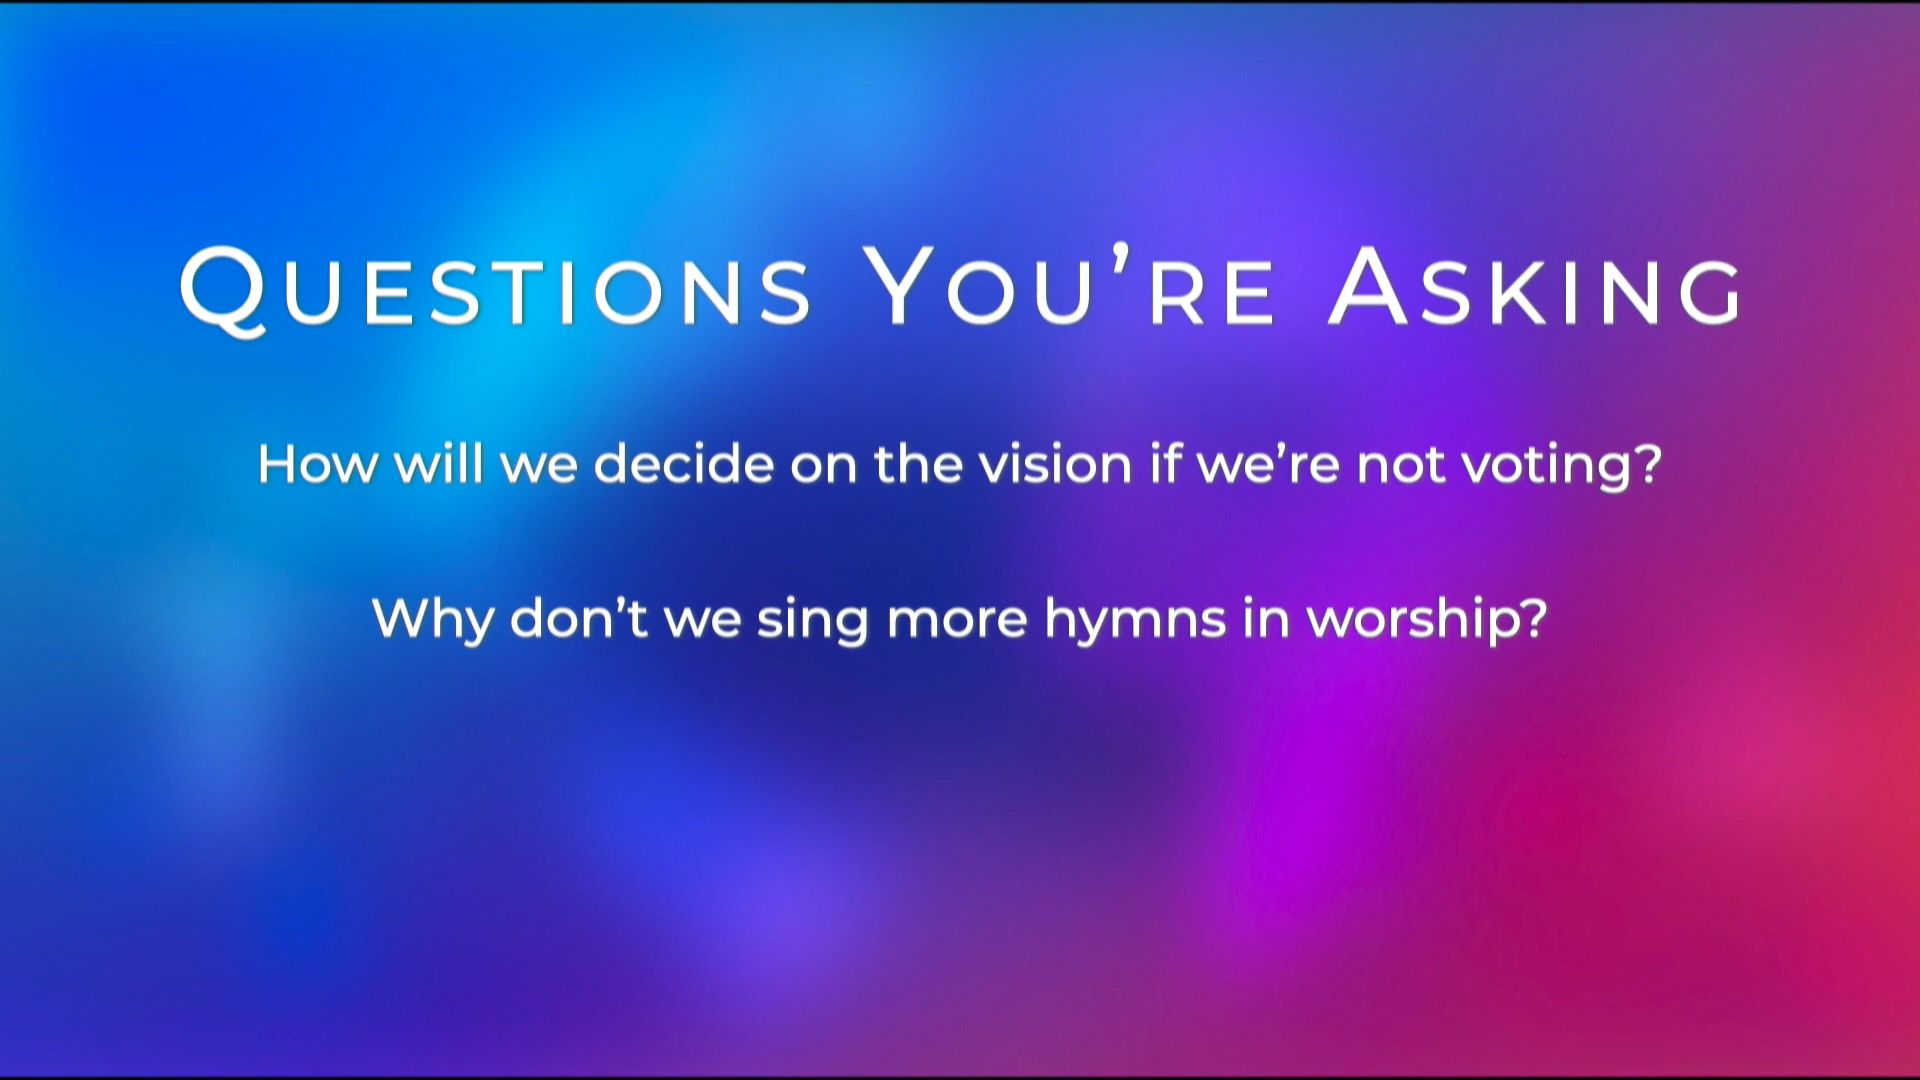 Questions You’re Asking
How will we decide on the vision if we’re not voting?
Why don’t we sing more hymns in worship?